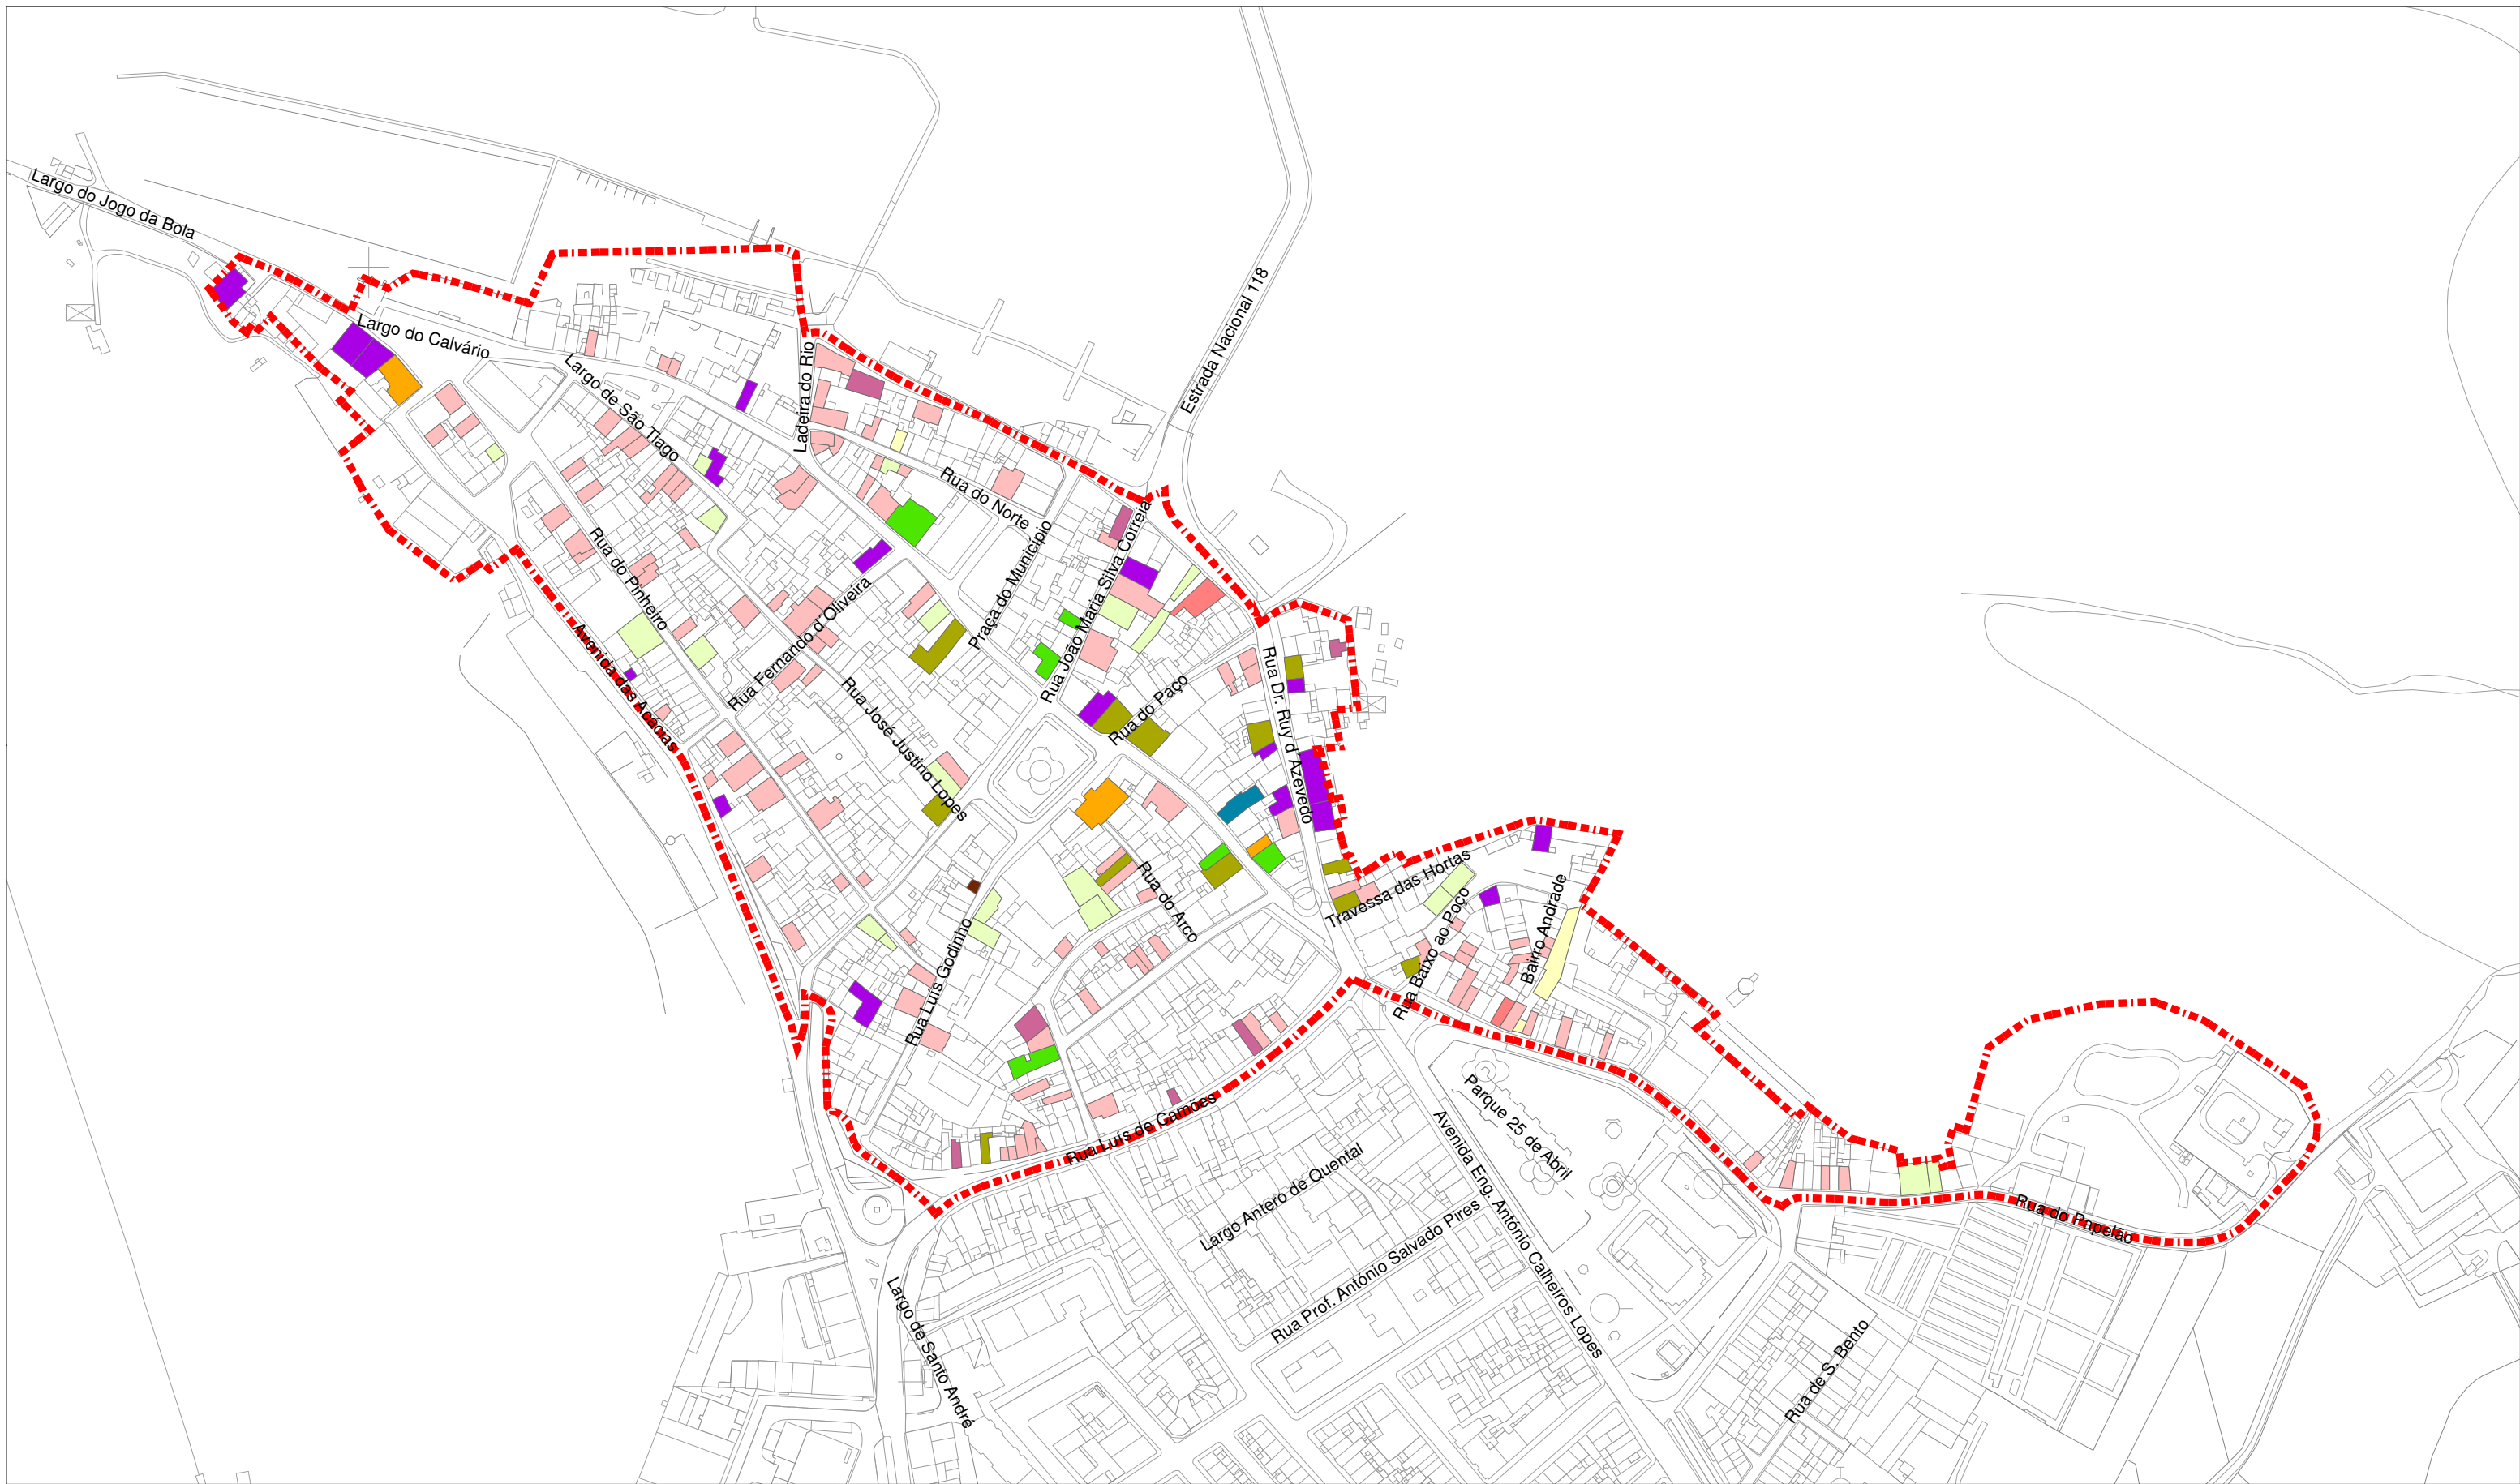 Largo do Jogo da Bola
Largo do Calvário
Largo de São Tiago
Ladeira do Rio
Estrada Nacional 118
Rua do Norte
Praça do Município
Rua João Maria Silva Correia
Rua do Pinheiro
Avenida das Acácias
Rua Fernando d´Oliveira
Rua José Justino Lopes
Rua do Paço
Rua Dr. Ruy d´Azevedo
Travessa das Hortas
Rua do Arco
Rua Baixo ao Poço
Bairro Andrade
Rua Luís Godinho
Rua Luís de Camões
Parque 25 de Abril
Avenida Eng. António Calheiros Lopes
Largo Antero de Quental
Rua Prof. António Salvado Pires
Rua do Papelão
Largo de Santo André
Rua de S. Bento